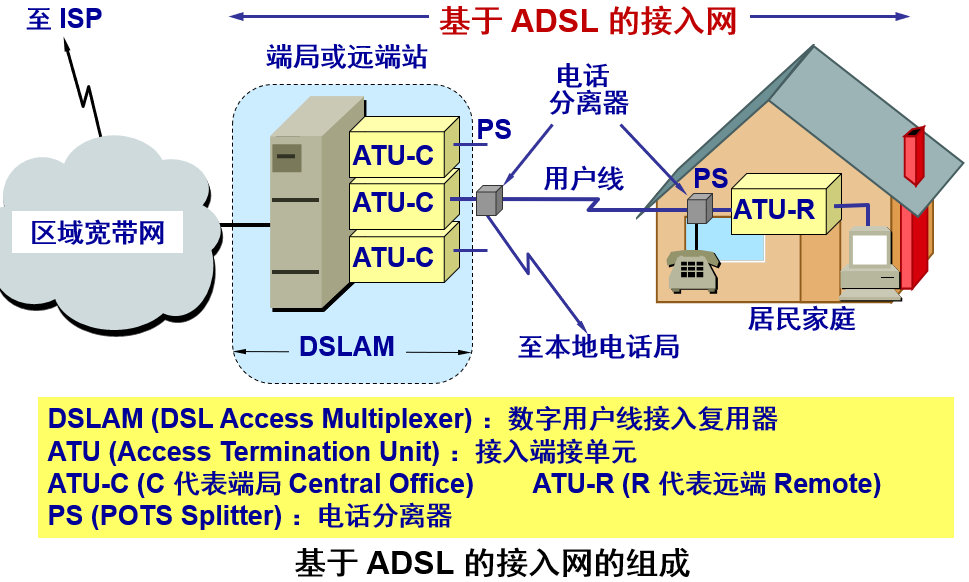 至 ISP
基于 ADSL 的接入网
端局或远端站
电话
分离器
PS
ATU-C
ATU-C
ATU-C
用户线
PS
ATU-R
区域宽带网
居民家庭
DSLAM
至本地电话局
DSLAM (DSL Access Multiplexer) ：数字用户线接入复用器
ATU (Access Termination Unit) ：接入端接单元
ATU-C (C 代表端局 Central Office) ATU-R (R 代表远端 Remote)
PS (POTS Splitter) ：电话分离器
基于 ADSL 的接入网的组成